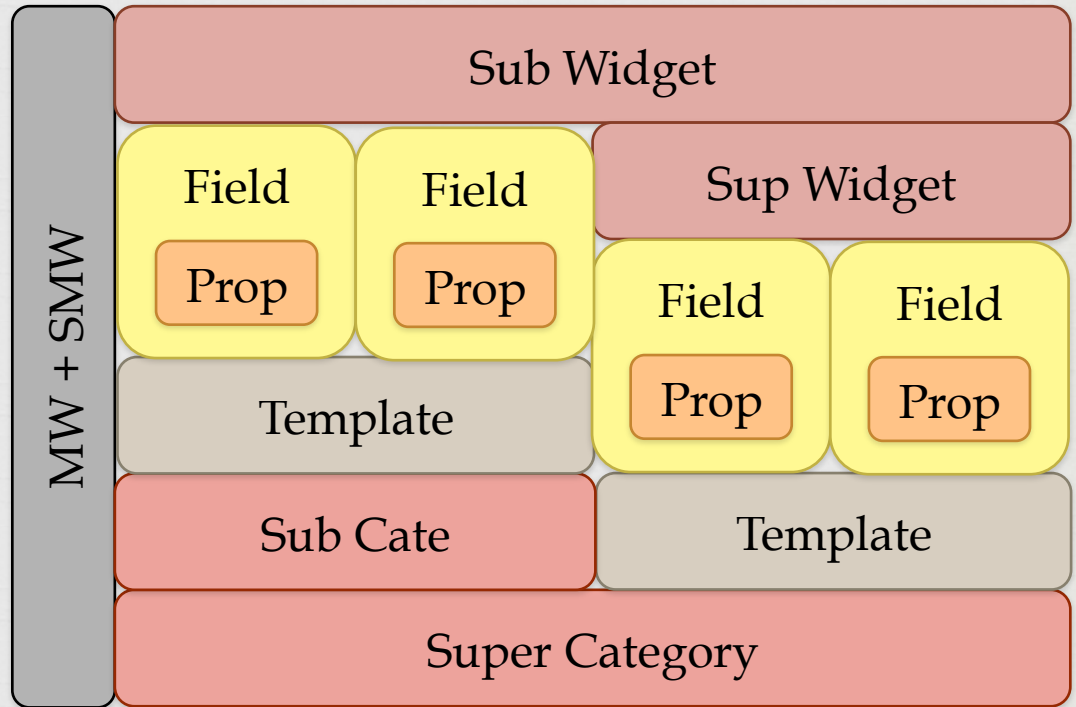 MW + SMW
Sub Widget
Field
Field
Sup Widget
Prop
Prop
Field
Field
Prop
Prop
Template
Sub Cate
Template
Super Category